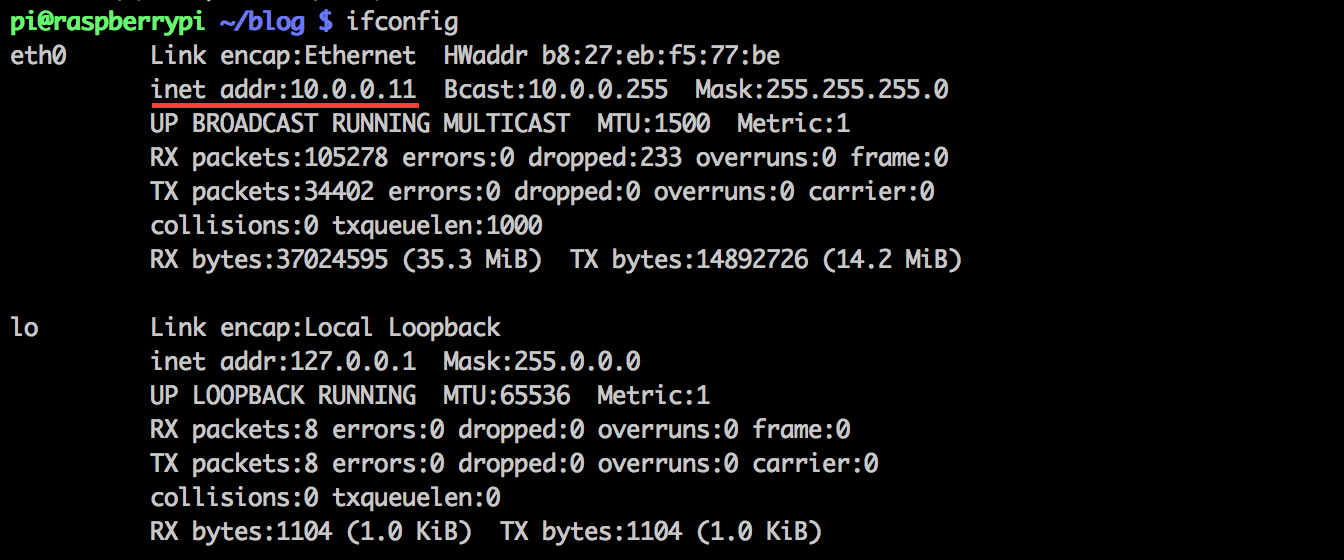 pi@raspberrypi ~/blog $ ifconfig
eth0      Link encap:Ethernet  HWaddr b8:27:eb:f5:77:be
          inet addr:10.0.0.11  Bcast:10.0.0.255  Mask:255.255.255.0
          UP BROADCAST RUNNING MULTICAST  MTU:1500  Metric:1
          RX packets:105278 errors:0 dropped:233 overruns:0 frame:0
          TX packets:34402 errors:0 dropped:0 overruns:0 carrier:0
          collisions:0 txqueuelen:1000
          RX bytes:37024595 (35.3 MiB)  TX bytes:14892726 (14.2 MiB)

lo        Link encap:Local Loopback
          inet addr:127.0.0.1  Mask:255.0.0.0
          UP LOOPBACK RUNNING  MTU:65536  Metric:1
          RX packets:8 errors:0 dropped:0 overruns:0 frame:0
          TX packets:8 errors:0 dropped:0 overruns:0 carrier:0
          collisions:0 txqueuelen:0
          RX bytes:1104 (1.0 KiB)  TX bytes:1104 (1.0 KiB)